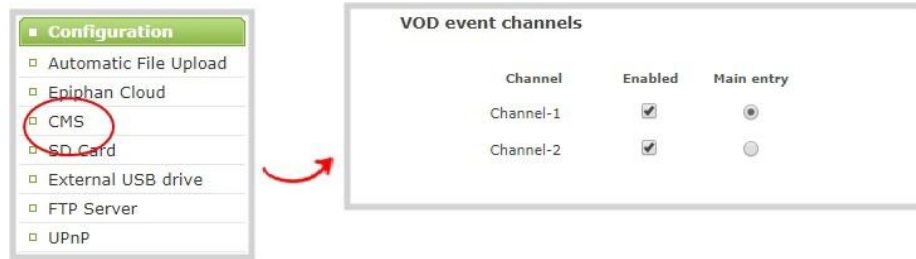 Configuration
Automatic File Upload
Epiphan Cloud
CMS
SD Card
External USB drive
FTP Server
UPnP
VOD event channels
Channel Enabled Main entry
Channel-1
Channel-2